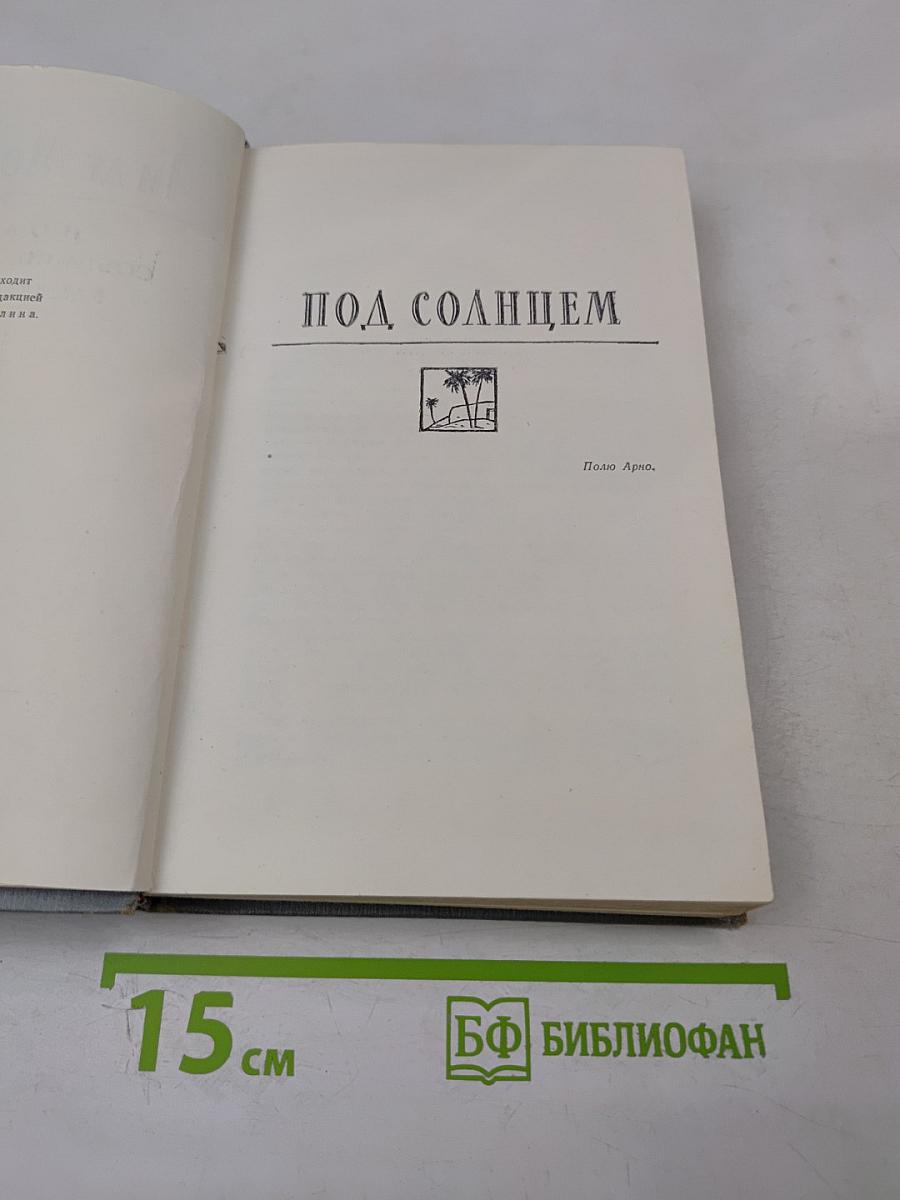 ходит
дакцией
лина.
ПОД СОЛНЦЕМ
Полю Арно.
15 см
БФ БИБЛИОФАН